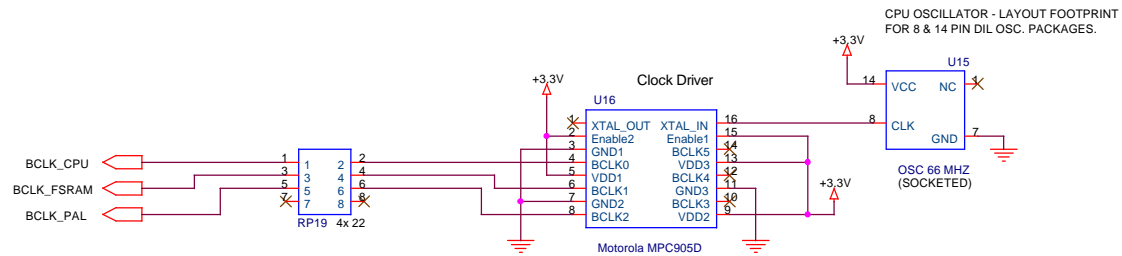 CPU OSCILLATOR - LAYOUT FOOTPRINT
FOR 8 & 14 PIN DIL OSC. PACKAGES.
+3.3V
U15
14 VCC NC 1
8 CLK
GND 7
OSC 66 MHZ
(SOCKETED)
+3.3V
Clock Driver
U16
1 XTAL_OUT XTAL_IN 16
2 Enable2 Enable1 15
3 GND1 BCLK5 14
4 BCLK0 VDD3 13
5 VDD1 BCLK4 12
6 BCLK1 GND3 11
7 GND2 BCLK3 10
8 BCLK2 VDD2 9
Motorola MPC905D
+3.3V
BCLK_CPU
BCLK_FSRAM
BCLK_PAL
1 1 2 2
3 3 4 4
5 5 6 6
7 7 8 8
RP19 4x 22